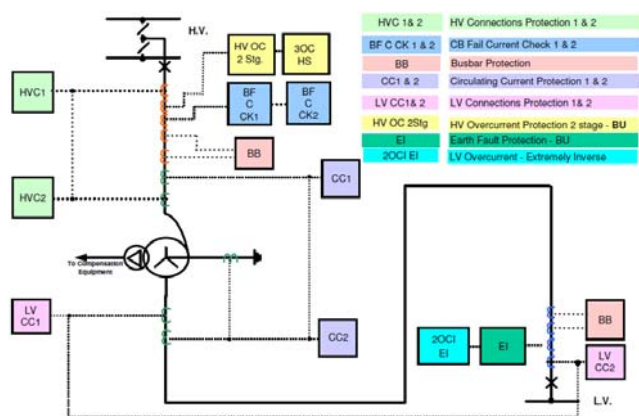 H.V.
HV OC
2 Stg.
3OC
HS
HVC1
BF
C
CK1
BF
C
CK2
BB
HVC2
CC1
To Compensation
Equipment
LV
CC1
CC2
2OCI
EI
EI
BB
LV
CC2
L.V.
HVC 1& 2 HV Connections Protection 1 & 2
BF C CK 1 & 2 CB Fail Current Check 1 & 2
BB Busbar Protection
CC1 & 2 Circulating Current Protection 1 & 2
LV CC1& 2 LV Connections Protection 1& 2
HV OC 2Stg HV Overcurrent Protection 2 stage - BU
EI Earth Fault Protection - BU
2OCI EI LV Overcurrent - Extremely Inverse